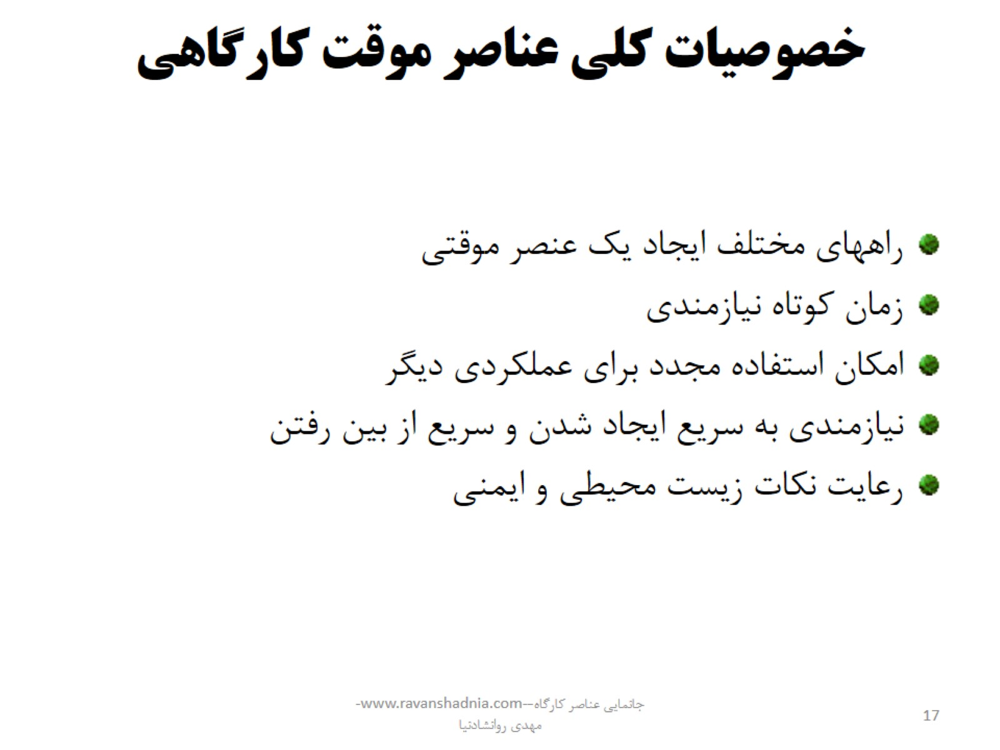 خصوصیات کلی عناصر موقت کارگاهی
راههای مختلف ایجاد یک عنصر موقتی
زمان کوتاه نیازمندی
امکان استفاده مجدد برای عملکردی دیگر
نیازمندی به سریع ایجاد شدن و سریع از بین رفتن
رعایت نکات زیست محیطی و ایمنی
جانمایی عناصر کارگاه--www.ravanshadnia.com-
مهدی روانشادنیا
17